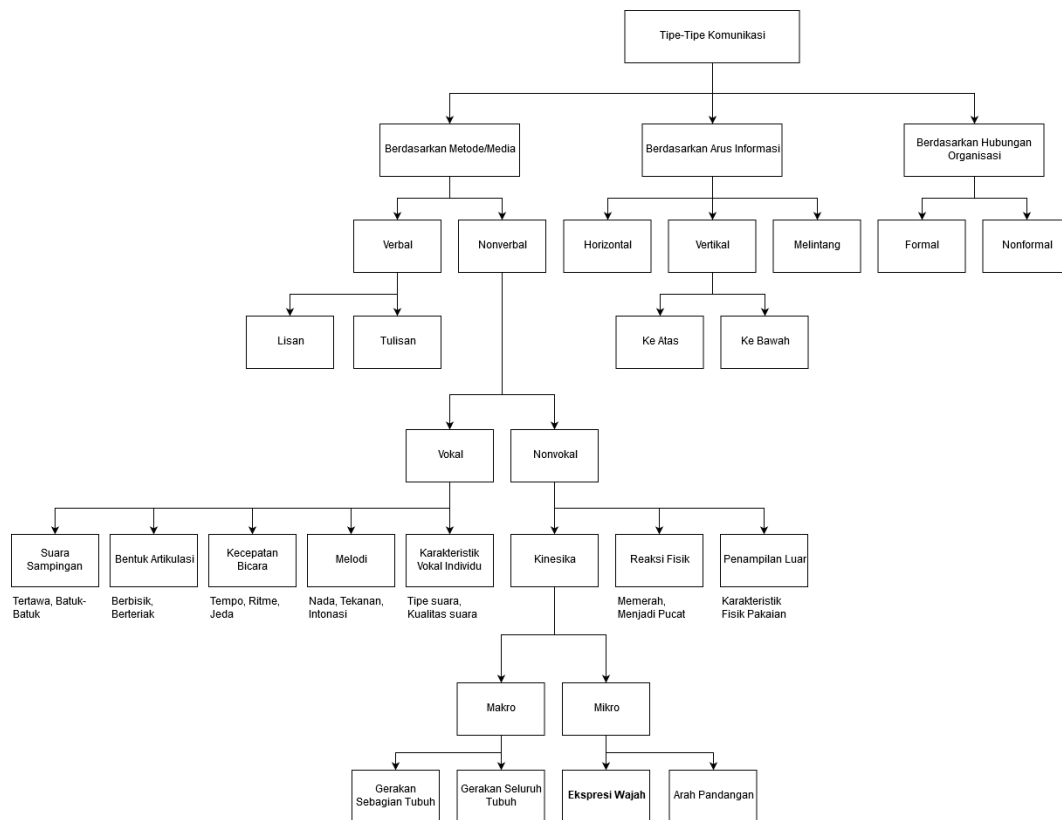 Tipe-Tipe Komunikasi
Berdasarkan Metode/Media
Berdasarkan Arus Informasi
Berdasarkan Hubungan
Organisasi
Verbal
Nonverbal
Horizontal
Vertikal
Melintang
Formal
Nonformal
Lisan
Tulisan
Ke Atas
Ke Bawah
Vokal
Nonvokal
Suara
Sampingan
Bentuk Artikulasi
Kecepatan
Bicara
Melodi
Karakteristik
Vokal Individu
Kinesika
Reaksi Fisik
Penampilan Luar
Tertawa, Batuk-
Batuk
Berbisik,
Berteriak
Tempo, Ritme,
Jeda
Nada, Tekanan,
Intonasi
Tipe suara,
Kualitas suara
Memerah,
Menjadi Pucat
Karakteristik
Fisik Pakaian
Makro
Mikro
Gerakan
Sebagian Tubuh
Gerakan Seluruh
Tubuh
Ekspresi Wajah
Arah Pandangan